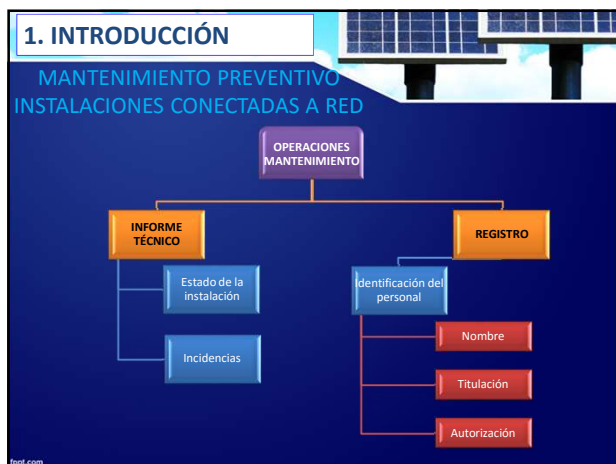 1. INTRODUCCIÓN
MANTENIMIENTO PREVENTIVO
INSTALACIONES CONECTADAS A RED
OPERACIONES
MANTENIMIENTO
INFORME
TÉCNICO
REGISTRO
Estado de la
instalación
Identificación del
personal
Incidencias
Nombre
Titulación
Autorización
fppt.com